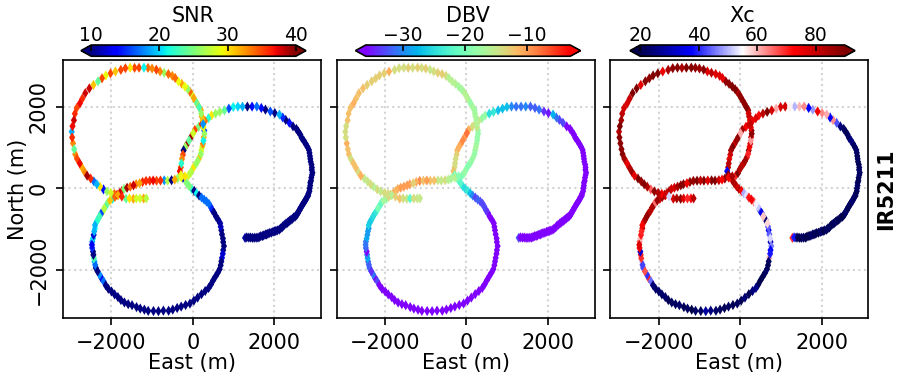 SNR DBV Xc
10 20 30 40 −30 −20 −10 20 40 60 80
2000
0
−2000
North (m)
−2000 0 2000 −2000 0 2000 −2000 0 2000
East (m) East (m) East (m)
IR5211